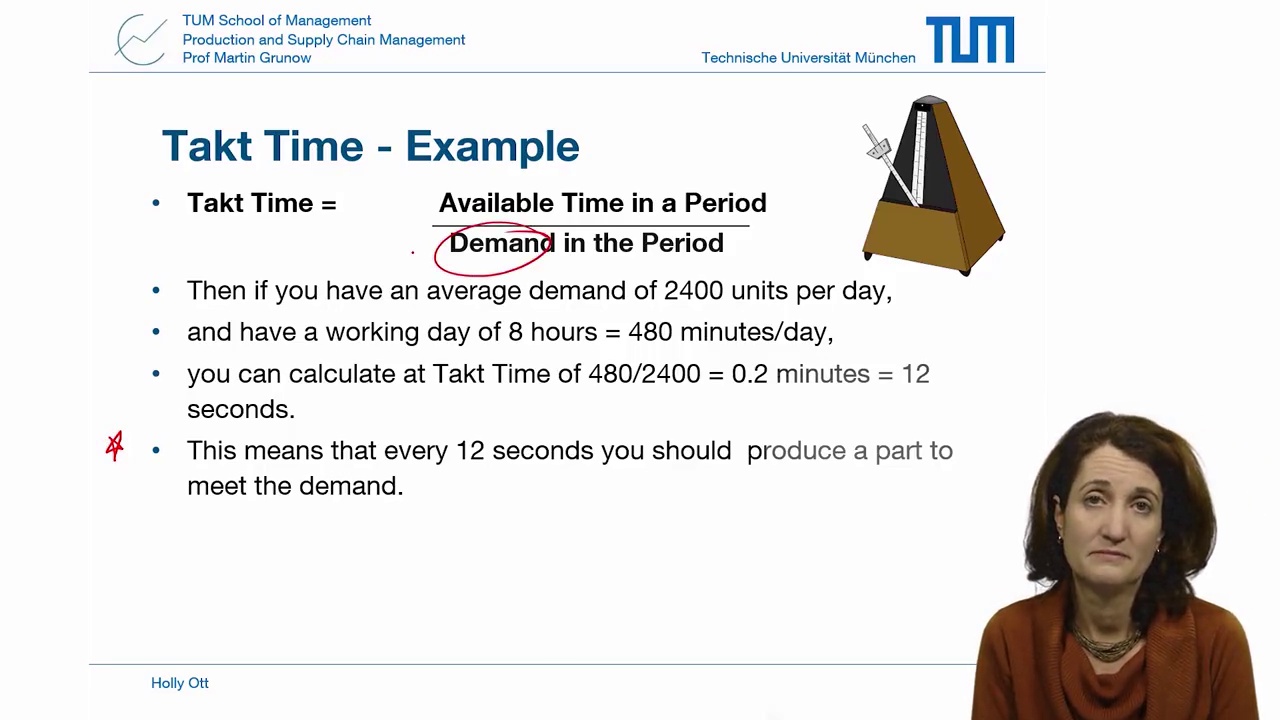 TUM School of Management
Production and Supply Chain Management
Prof Martin Grunow
Technische Universität München
TUM
Takt Time - Example
• Takt Time = Available Time in a Period
Demand in the Period
• Then if you have an average demand of 2400 units per day,
• and have a working day of 8 hours = 480 minutes/day,
• you can calculate at Takt Time of 480/2400 = 0.2 minutes = 12
seconds.
• This means that every 12 seconds you should produce a part to
meet the demand.
Holly Ott